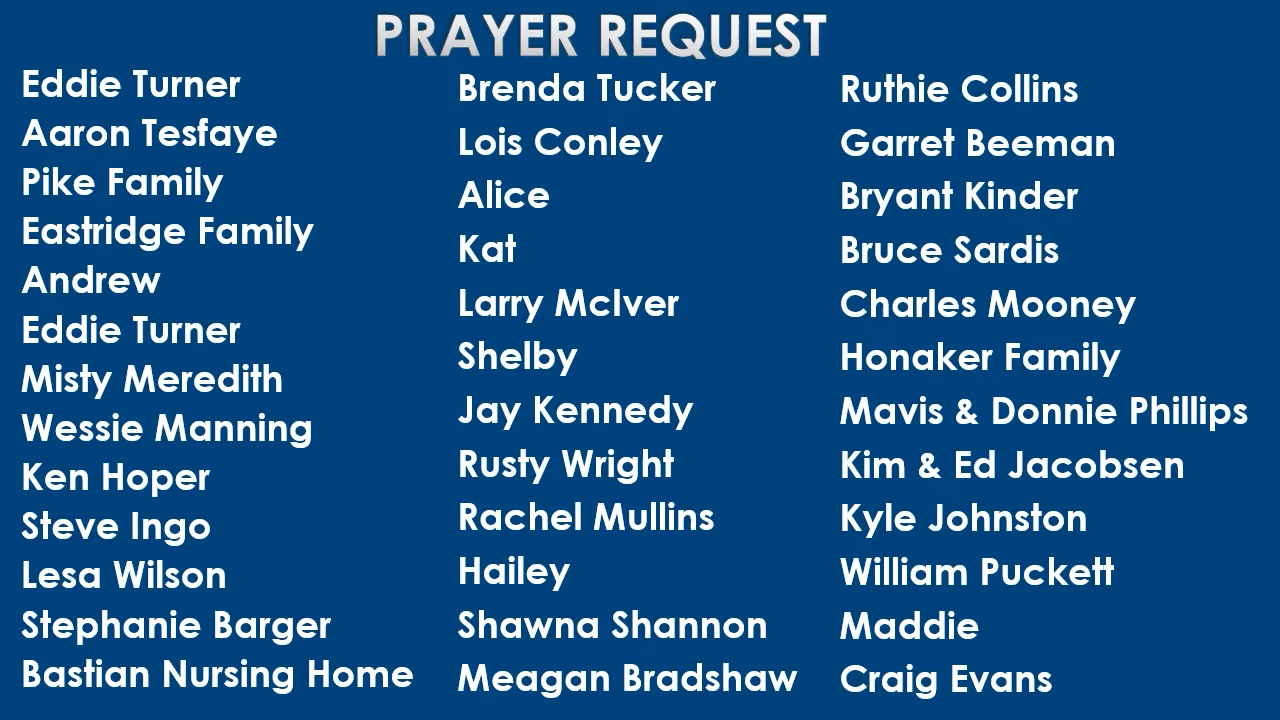 PRAYER REQUEST
Eddie Turner
Aaron Tesfaye
Pike Family
Eastridge Family
Andrew
Eddie Turner
Misty Meredith
Wessie Manning
Ken Hoper
Steve Ingo
Lesa Wilson
Stephanie Barger
Bastian Nursing Home
Brenda Tucker
Lois Conley
Alice
Kat
Larry McIver
Shelby
Jay Kennedy
Rusty Wright
Rachel Mullins
Hailey
Shawna Shannon
Meagan Bradshaw
Ruthie Collins
Garret Beeman
Bryant Kinder
Bruce Sardis
Charles Mooney
Honaker Family
Mavis & Donnie Phillips
Kim & Ed Jacobsen
Kyle Johnston
William Puckett
Maddie
Craig Evans